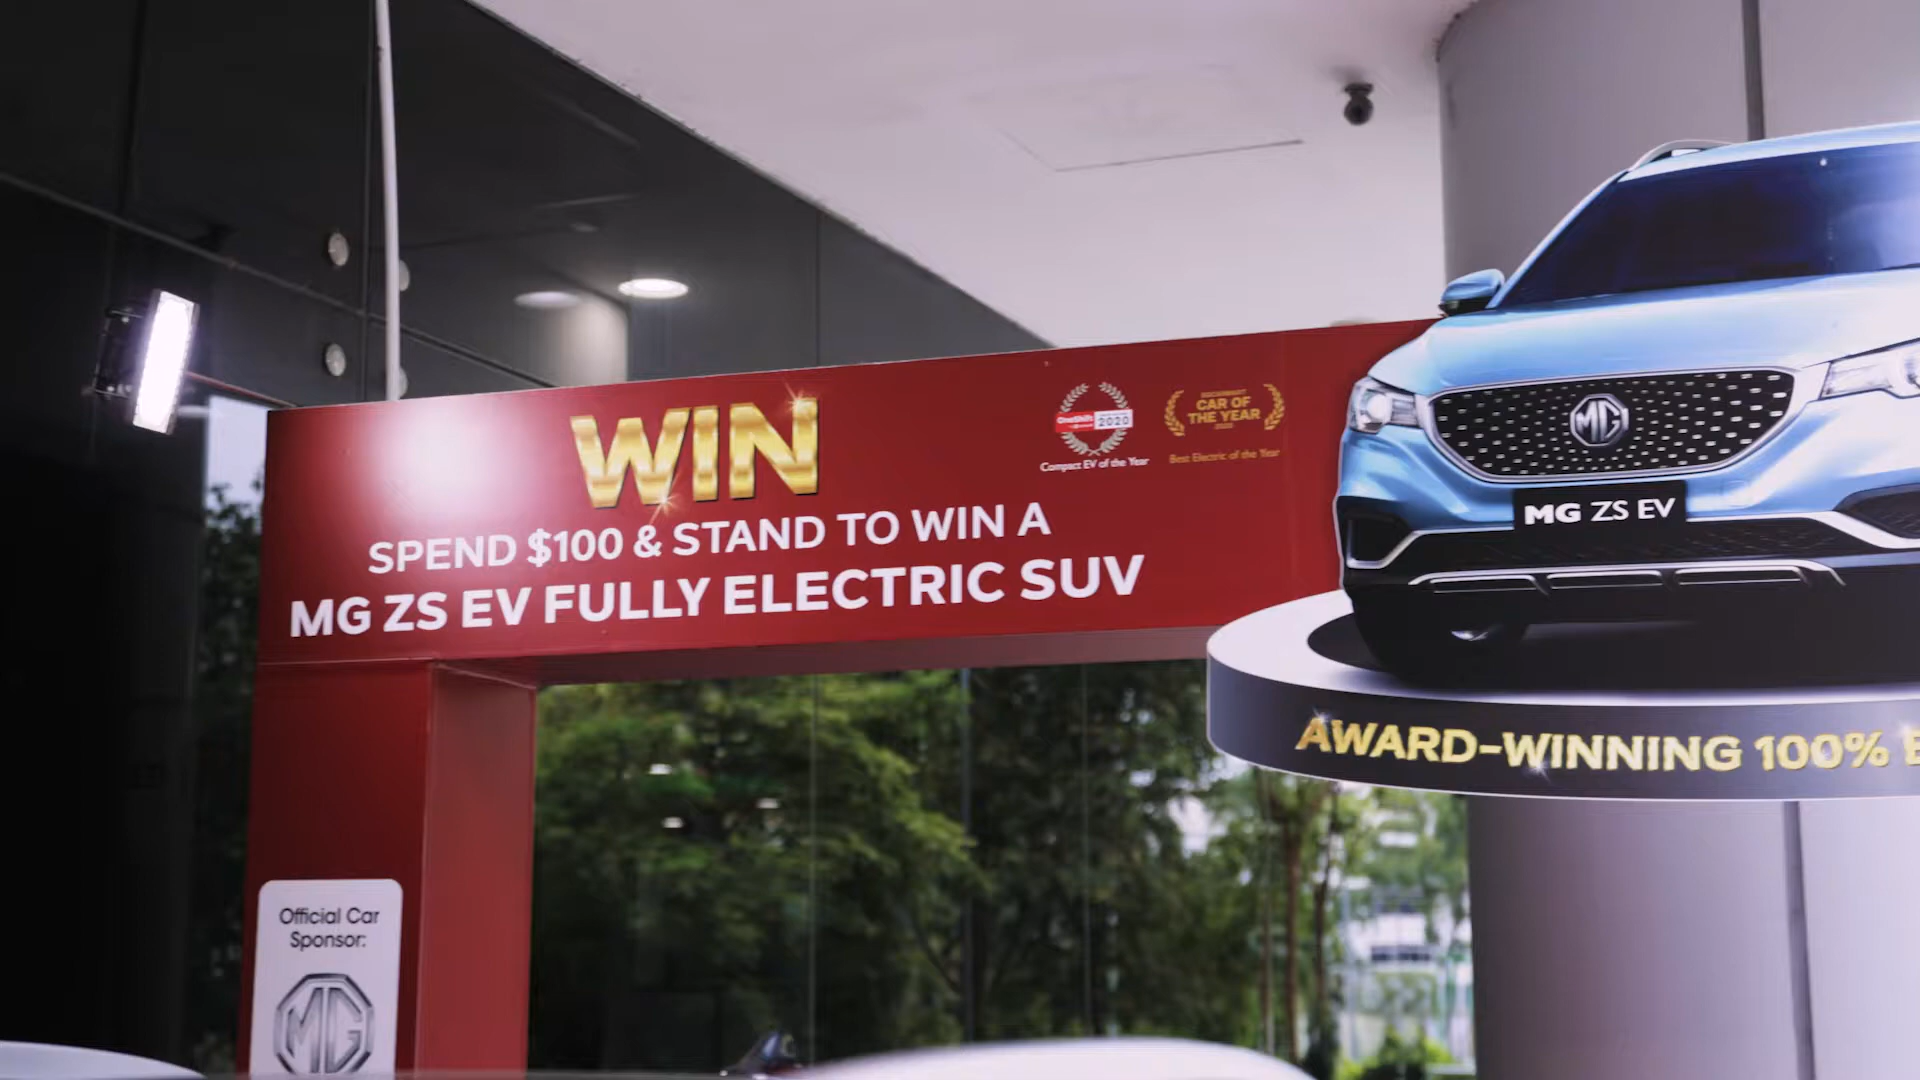 WIN
SPEND $100 & STAND TO WIN A
MG ZS EV FULLY ELECTRIC SUV
2020
Compact EV of the Year
CAR OF
THE YEAR
2020
Best Electric of the Year
MG
MG ZS EV
AWARD-WINNING 100%
Official Car
Sponsor:
MG